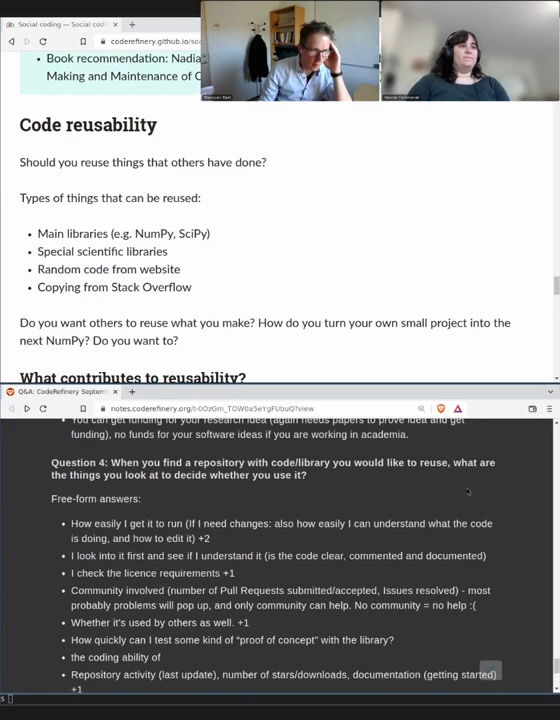 Social coding — Social code
coderefinery.github.io/so
Book recommendation: Nadia
Making and Maintenance of O
Radovan Bast
Code reusability
Should you reuse things that others have done?
Types of things that can be reused:
Main libraries (e.g. NumPy, SciPy)
Special scientific libraries
Random code from website
Copying from Stack Overflow
Do you want others to reuse what you make? How do you turn your own small project into the
next NumPy? Do you want to?
What contributes to reusability?
Q&A: CodeRefinery Septem
notes.coderefinery.org/t-0OzGm_TOW0a5eYgFUbuQ?view
You can get funding for your research idea (again needs papers to prove idea and get
funding), no funds for your software ideas if you are working in academia.
Question 4: When you find a repository with code/library you would like to reuse, what are
the things you look at to decide whether you use it?
Free-form answers:
How easily I get it to run (If I need changes: also how easily I can understand what the code
is doing, and how to edit it) +2
I look into it first and see if I understand it (is the code clear, commented and documented)
I check the licence requirements +1
Community involved (number of Pull Requests submitted/accepted, Issues resolved) - most
probably problems will pop up, and only community can help. No community = no help :(
Whether it's used by others as well. +1
How quickly can I test some kind of "proof of concept" with the library?
the coding ability of
Repository activity (last update), number of stars/downloads, documentation (getting started)
+1